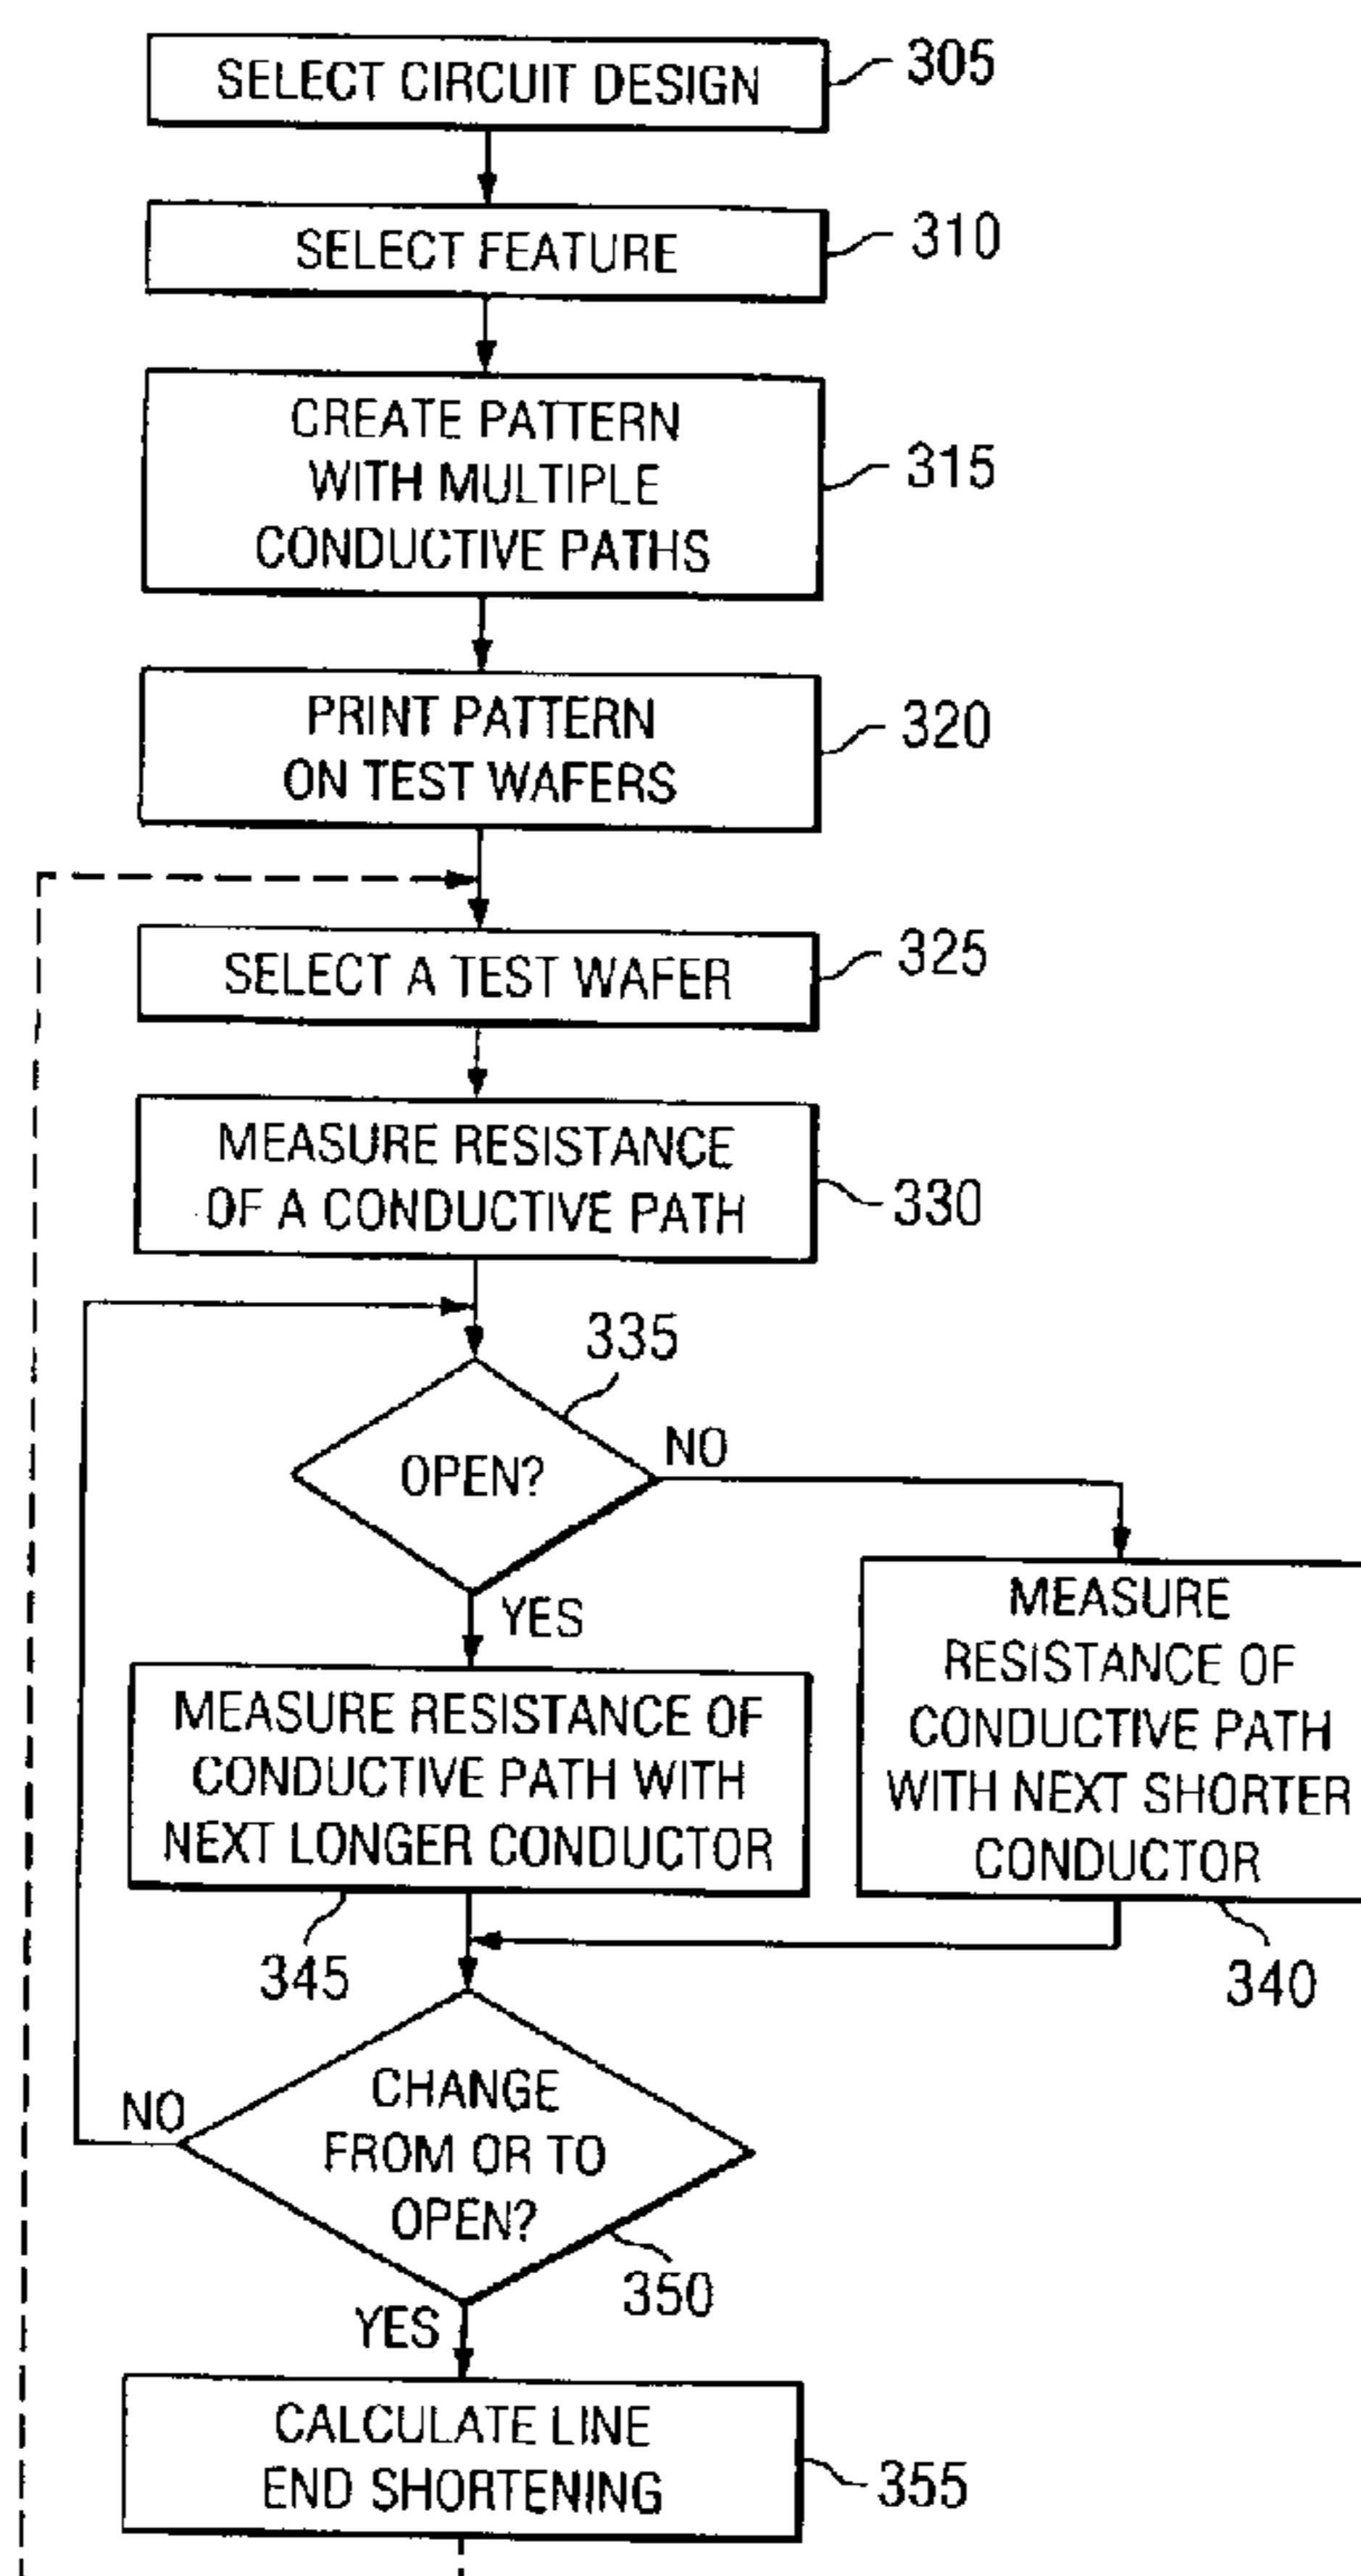 SELECT CIRCUIT DESIGN
305
SELECT FEATURE
310
CREATE PATTERN
WITH MULTIPLE
CONDUCTIVE PATHS
315
PRINT PATTERN
ON TEST WAFERS
320
SELECT A TEST WAFER
325
MEASURE RESISTANCE
OF A CONDUCTIVE PATH
330
335
OPEN?
NO
YES
MEASURE
RESISTANCE OF
CONDUCTIVE PATH
WITH NEXT SHORTER
CONDUCTOR
340
MEASURE RESISTANCE OF
CONDUCTIVE PATH WITH
NEXT LONGER CONDUCTOR
345
CHANGE
FROM OR TO
OPEN?
NO
350
YES
CALCULATE LINE
END SHORTENING
355